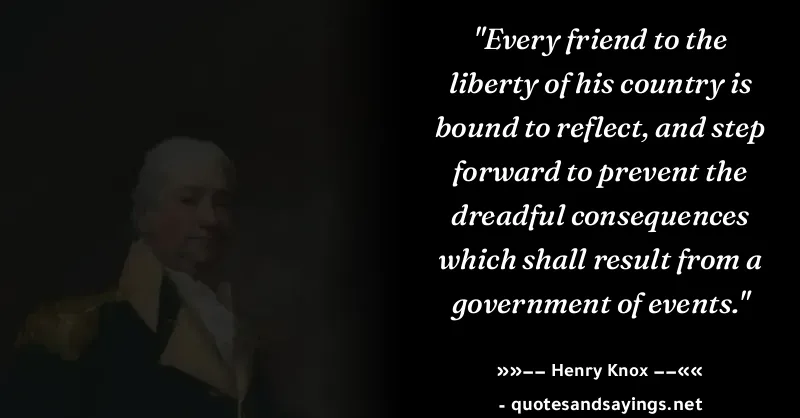 "Every friend to the
liberty of his country is
bound to reflect, and step
forward to prevent the
dreadful consequences
which shall result from a
government of events."
»»−− Henry Knox −−««
- quotesandsayings.net